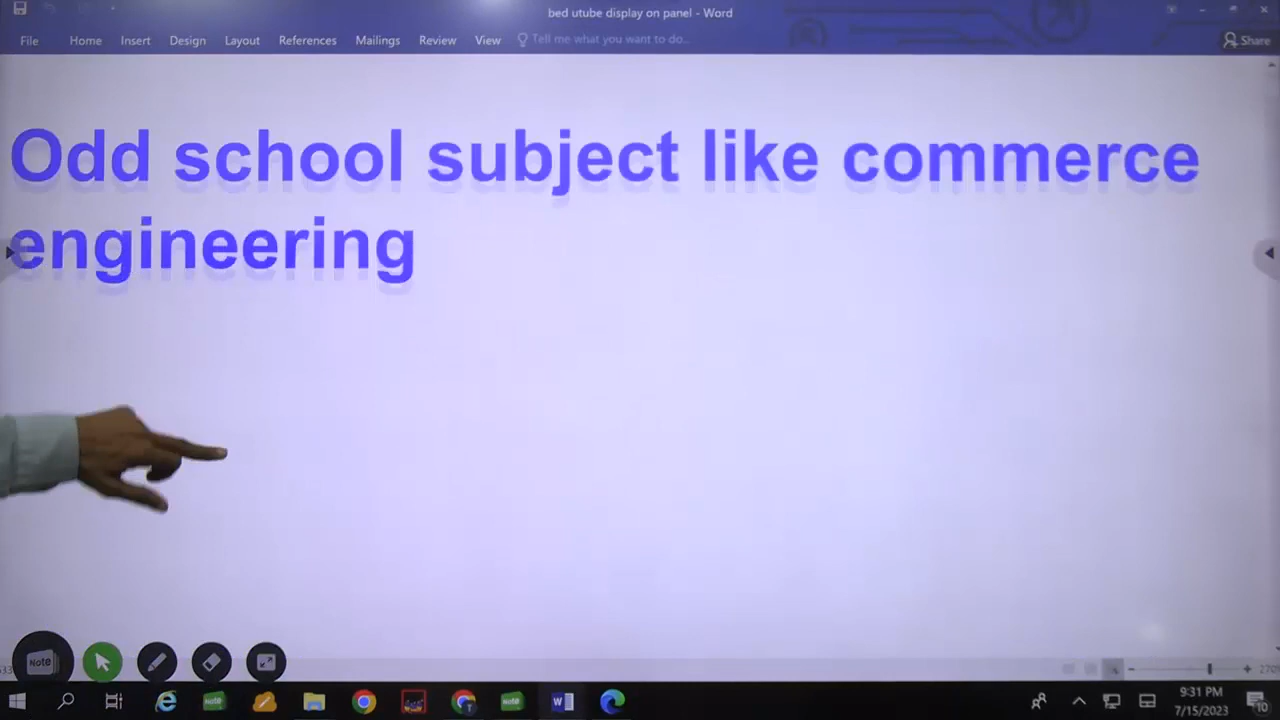 bed utube display on panel - Word
File Home Insert Design Layout References Mailings Review View Tell me what you want to do... Share
Odd school subject like commerce
engineering
Note
9:31 PM
7/15/2023
10